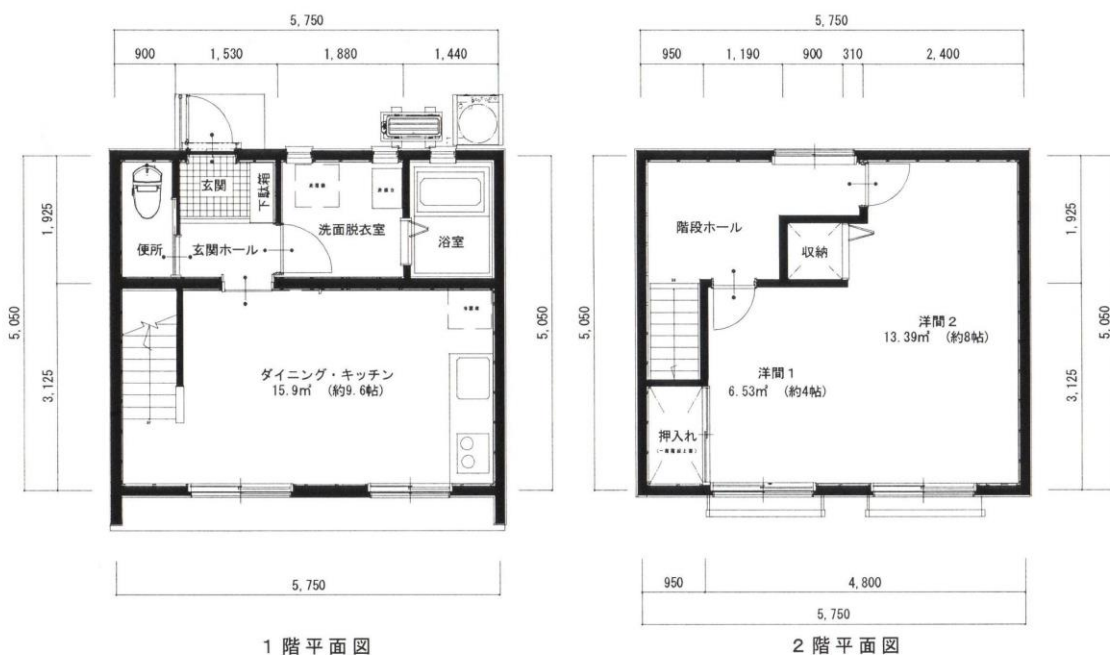 5,750
900
1,530
1,880
1,440
5,050
1,925
3,125
5,050
玄関
下駄箱
便所
玄関ホール
洗面脱衣室
浴室
ダイニング・キッチン
15.9㎡ (約9.6帖)
5,750
1階平面図
5,750
950
1,190
900
310
2,400
5,050
1,925
3,125
5,050
階段ホール
収納
洋間2
13.39㎡ (約8帖)
洋間1
6.53㎡ (約4帖)
押入れ
950
4,800
5,750
2階平面図